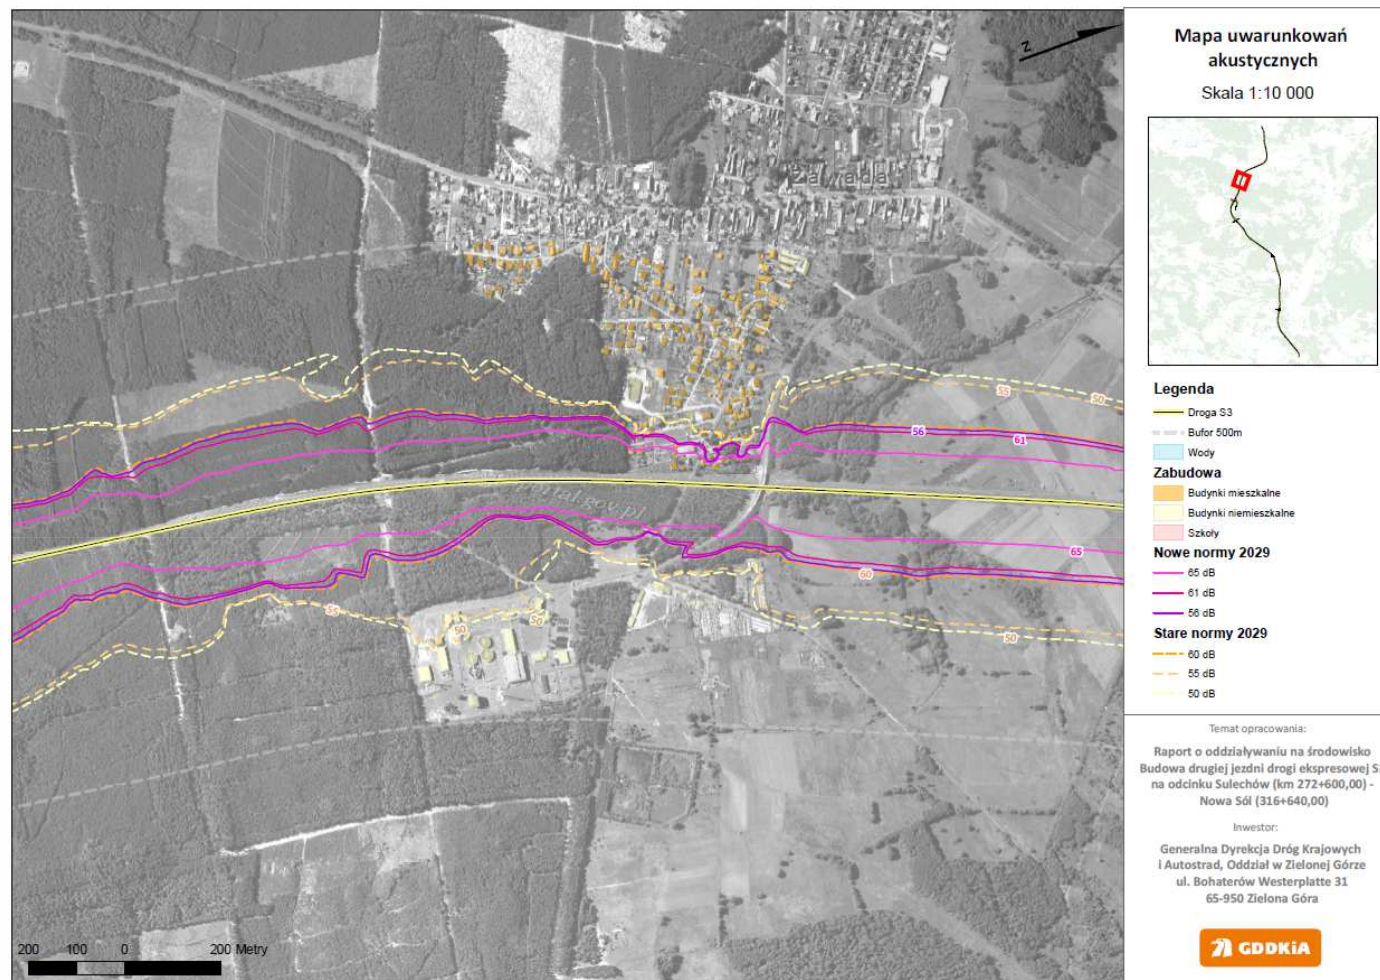 Mapa uwarunkowań
akustycznych
Skala 1:10 000
Legenda
Droga S3
Bufor 500m
Wody
Zabudowa
Budynki mieszkalne
Budynki niemieszkalne
Szkoły
Nowe normy 2029
65 dB
61 dB
56 dB
Stare normy 2029
60 dB
55 dB
50 dB
Temat opracowania:
Raport o oddziaływaniu na środowisko
Budowa drugiej jezdni drogi ekspresowej S
na odcinku Sulechów (km 272+600,00) -
Nowa Sól (316+640,00)
Inwestor:
Generalna Dyrekcja Dróg Krajowych
i Autostrad, Oddział w Zielonej Górze
ul. Bohaterów Westerplatte 31
65-950 Zielona Góra
GDDKiA
Z
Zawada
55
50
56
61
65
60
55
50
50
50
200 100 0 200 Metry